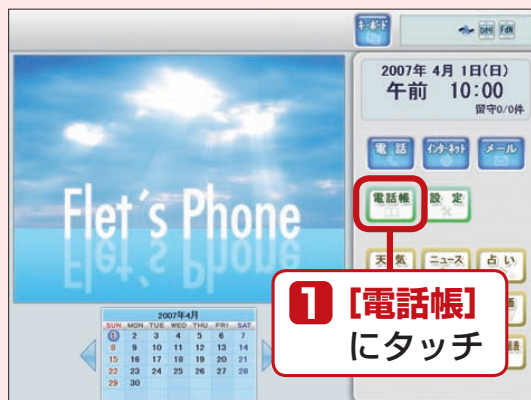 キーボード
2007年 4月 1日(日)
午前 10:00
留守0/0件
電 話
インターネット
メール
電話帳
設 定
Flet's Phone
天 気
ニュース
占 い
1 [電話帳]
にタッチ
2007年4月
SUN MON TUE WED THU FRI SAT
1 2 3 4 5 6 7
8 9 10 11 12 13 14
15 16 17 18 19 20 21
22 23 24 25 26 27 28
29 30